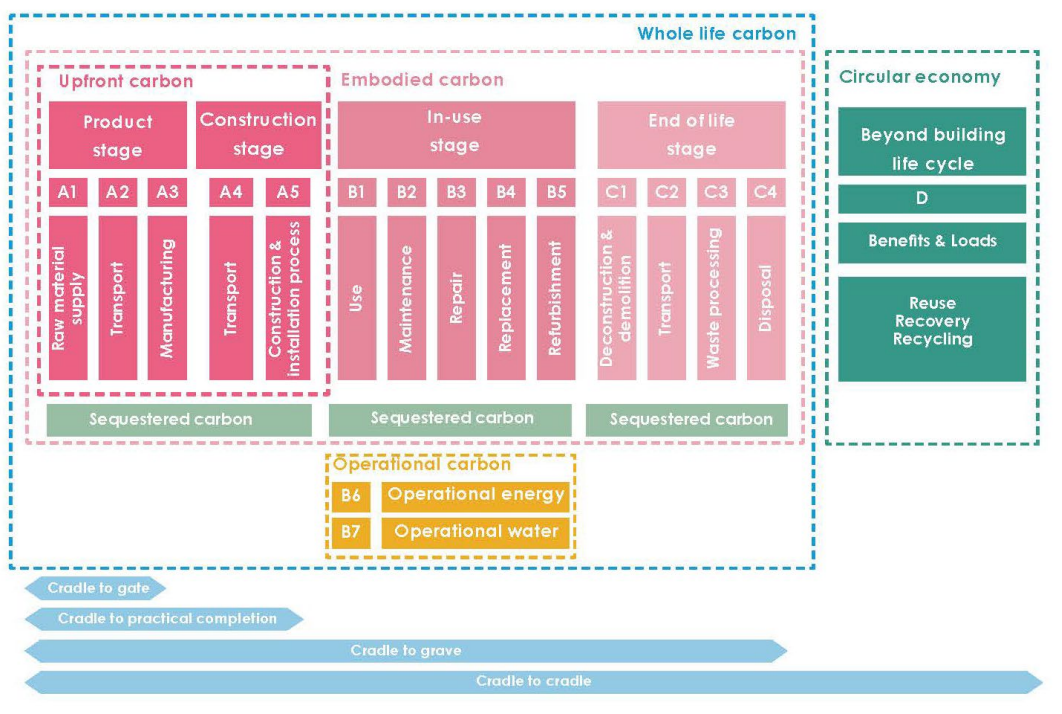 Whole life carbon
Upfront carbon
Embodied carbon
Circular economy
Product
stage
Construction
stage
In-use
stage
End of life
stage
Beyond building
life cycle
A1
A2
A3
A4
A5
B1
B2
B3
B4
B5
C1
C2
C3
C4
D
Raw material
supply
Transport
Manufacturing
Transport
Construction &
installation process
Use
Maintenance
Repair
Replacement
Refurbishment
Deconstruction &
demolition
Transport
Waste processing
Disposal
Benefits & Loads
Reuse
Recovery
Recycling
Sequestered carbon
Sequestered carbon
Sequestered carbon
Operational carbon
B6
Operational energy
B7
Operational water
Cradle to gate
Cradle to practical completion
Cradle to grave
Cradle to cradle